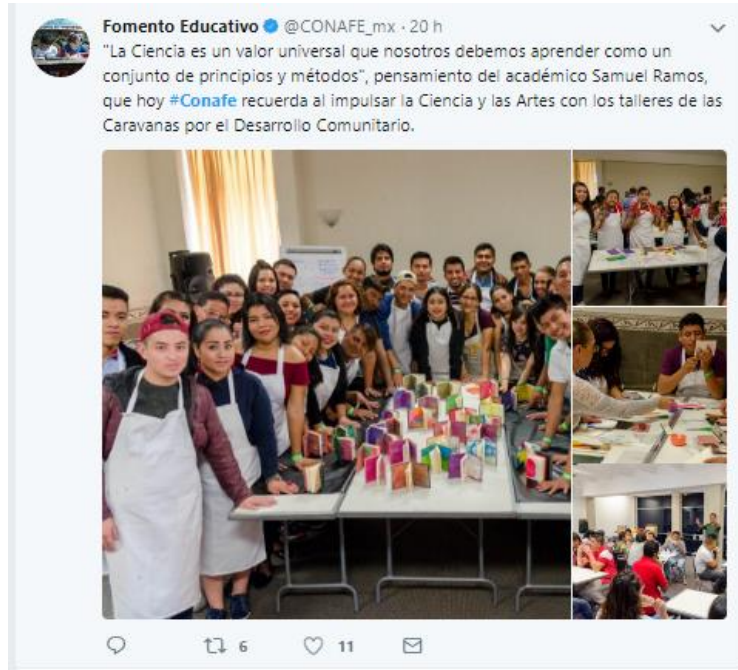 Fomento Educativo @CONAFE_mx · 20 h
"La Ciencia es un valor universal que nosotros debemos aprender como un
conjunto de principios y métodos", pensamiento del académico Samuel Ramos,
que hoy #Conafe recuerda al impulsar la Ciencia y las Artes con los talleres de las
Caravanas por el Desarrollo Comunitario.
6 11